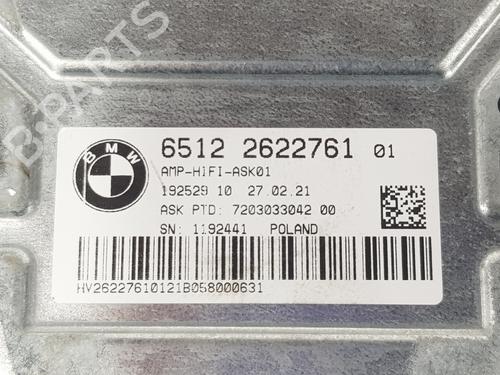 B-PARTS
BMW
6512 2622761 01
AMP-HIFI-ASK01
192529 10 27.02.21
ASK PTD: 7203033042 00
SN: 1192441 POLAND
HV26227610121B058000631